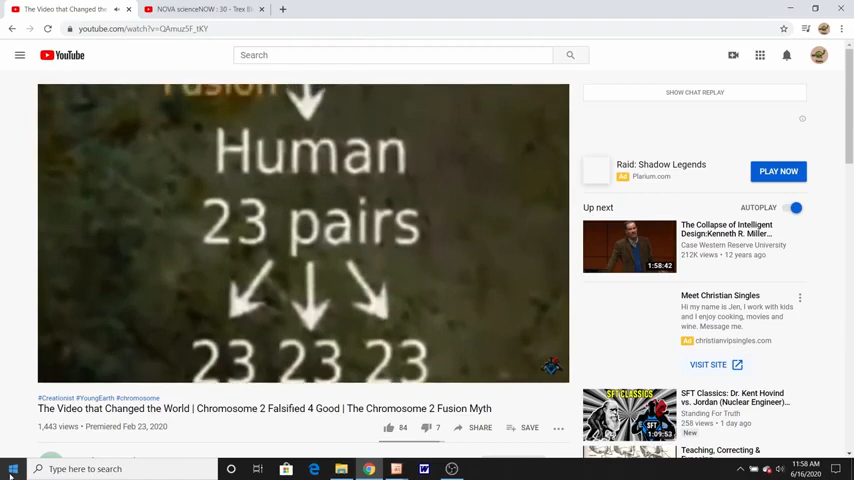 The Video that Changed the
NOVA scienceNOW : 30 - Trex Bl
youtube.com/watch?v=QAmuz5F_tKY
YouTube
Search
Fusion
Human
23 pairs
23 23 23
#Creationist #YoungEarth #chromosome
The Video that Changed the World | Chromosome 2 Falsified 4 Good | The Chromosome 2 Fusion Myth
1,443 views • Premiered Feb 23, 2020
84
7
SHARE
SAVE
SHOW CHAT REPLAY
Raid: Shadow Legends
Ad Plarium.com
PLAY NOW
Up next
AUTOPLAY
The Collapse of Intelligent
Design:Kenneth R. Miller...
Case Western Reserve University
212K views • 12 years ago
1:58:42
Meet Christian Singles
Hi my name is Jen, I work with kids
and I enjoy cooking, movies and
wine. Message me.
Ad christianvipsingles.com
VISIT SITE
SFT CLASSICS
SFT
1:09:53
SFT Classics: Dr. Kent Hovind
vs. Jordan (Nuclear Engineer)...
Standing For Truth
258 views • 1 day ago
New
Teaching, Correcting &
Type here to search
11:58 AM
6/16/2020